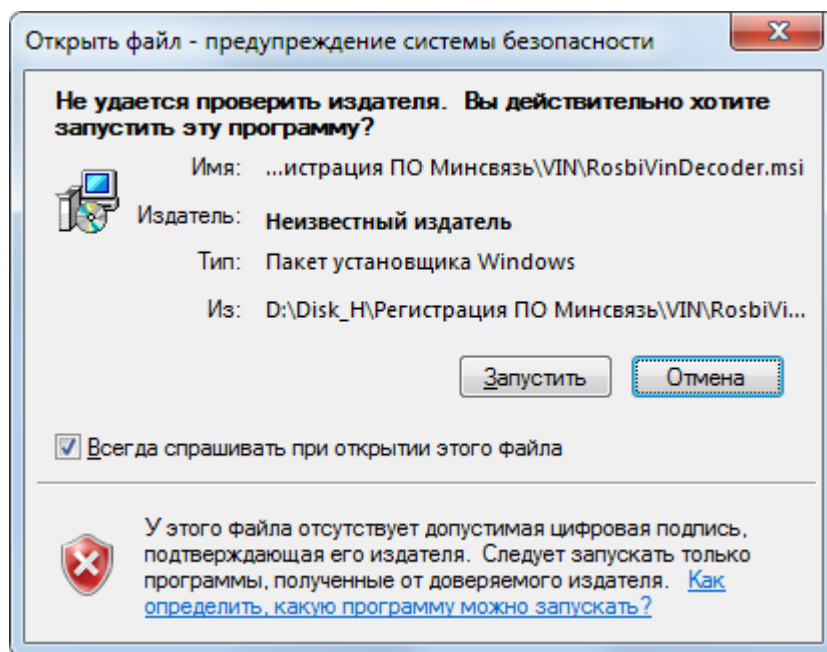 Открыть файл - предупреждение системы безопасности
Не удается проверить издателя. Вы действительно хотите
запустить эту программу?
Имя: ...истрация ПО Минсвязь\VIN\RosbiVinDecoder.msi
Издатель: Неизвестный издатель
Тип: Пакет установщика Windows
Из: D:\Disk_H\Регистрация ПО Минсвязь\VIN\RosbiVi...
Запустить Отмена
Всегда спрашивать при открытии этого файла
У этого файла отсутствует допустимая цифровая подпись,
подтверждающая его издателя. Следует запускать только
программы, полученные от доверяемого издателя. Как
определить, какую программу можно запускать?